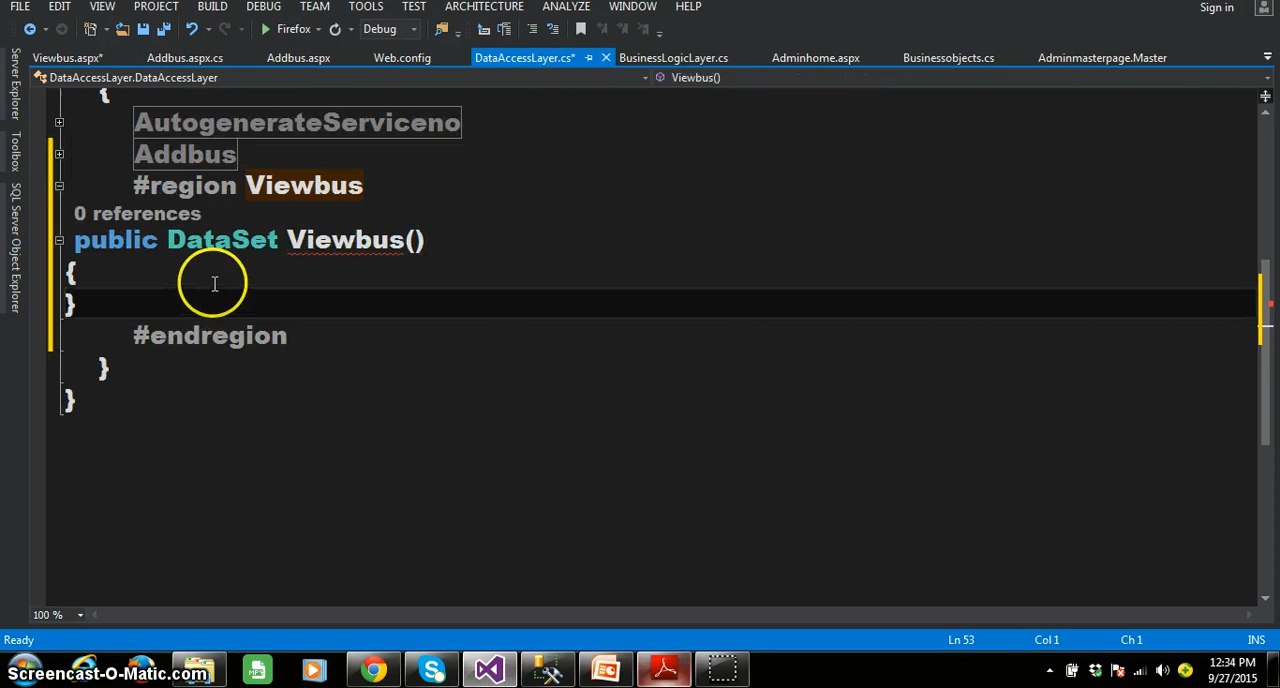 FILE EDIT VIEW PROJECT BUILD DEBUG TEAM TOOLS TEST ARCHITECTURE ANALYZE WINDOW HELP
Sign in
Firefox Debug
Viewbus.aspx* Addbus.aspx.cs Addbus.aspx Web.config DataAccessLayer.cs* BusinessLogicLayer.cs Adminhome.aspx Businessobjects.cs Adminmasterpage.Master
DataAccessLayer.DataAccessLayer Viewbus()
Server Explorer
Toolbox
SQL Server Object Explorer
{
AutogenerateServiceno
Addbus
#region Viewbus
0 references
public DataSet Viewbus()
{
}
#endregion
}
}
100 %
Ready Ln 53 Col 1 Ch 1 INS
Screencast-O-Matic.com
12:34 PM
9/27/2015